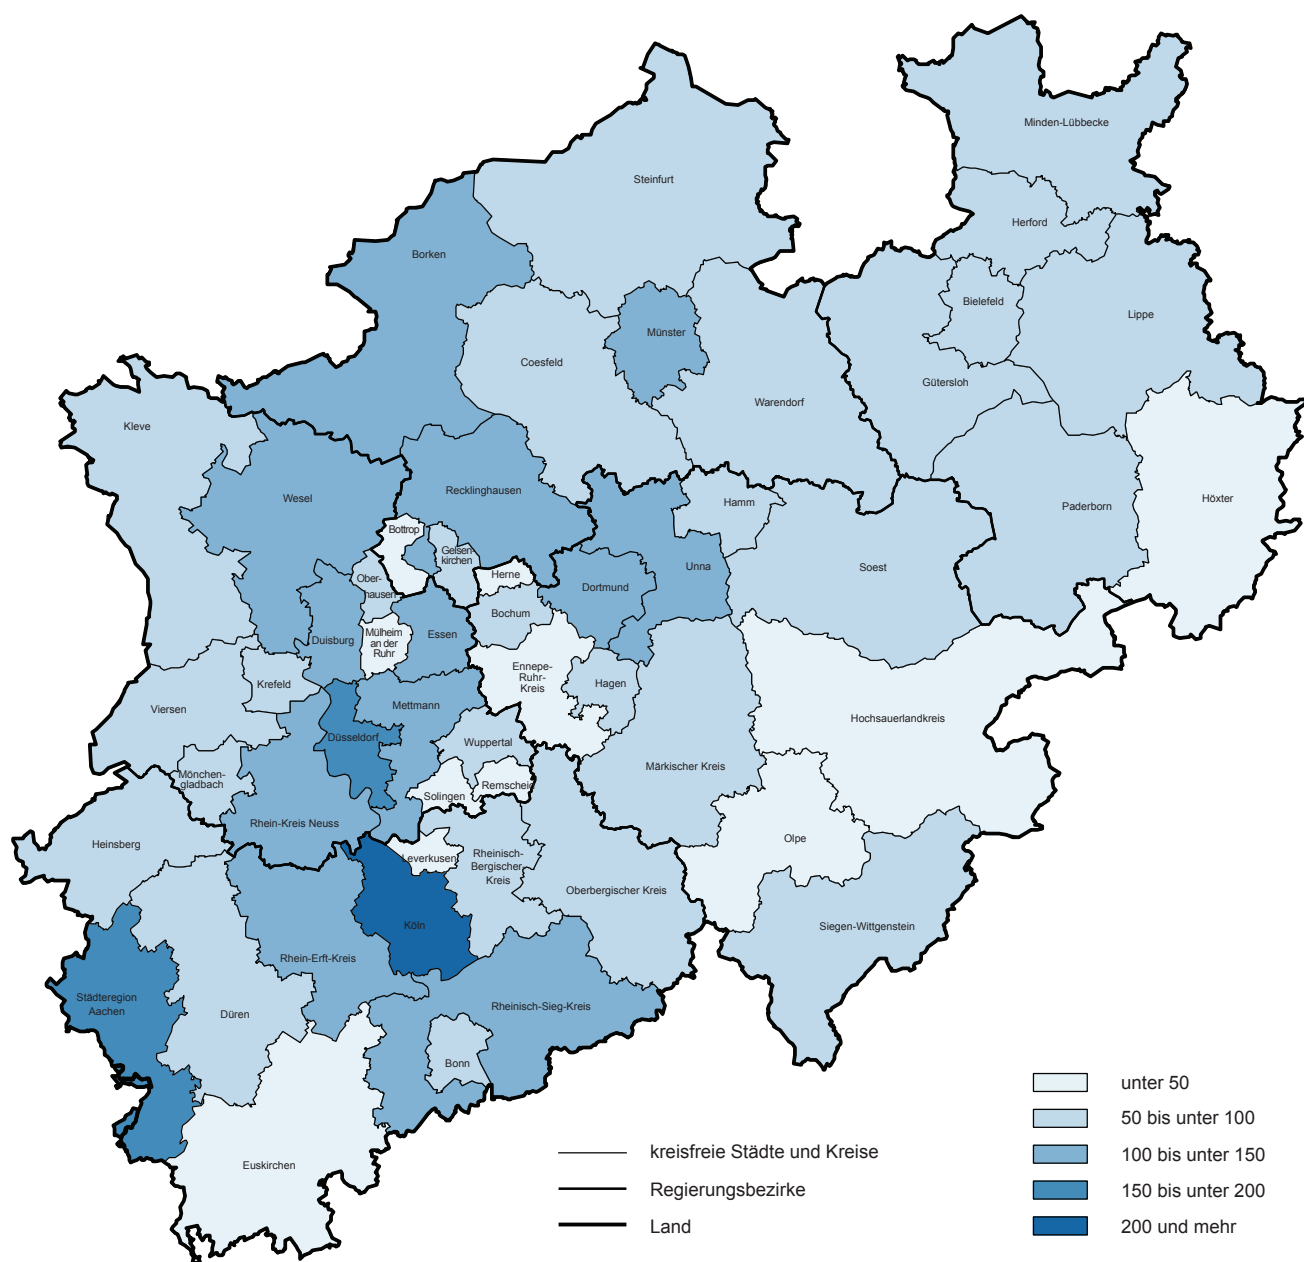 Minden-Lübbecke
Steinfurt
Herford
Borken
Bielefeld
Lippe
Münster
Coesfeld
Gütersloh
Warendorf
Kleve
Recklinghausen
Wesel
Höxter
Hamm
Paderborn
Bottrop
Gelsen-
kirchen
Unna
Soest
Herne
Ober-
hausen
Dortmund
Bochum
Duisburg
Mülheim
an der
Ruhr
Essen
Ennepe-
Ruhr-
Kreis
Hagen
Krefeld
Mettmann
Viersen
Hochsauerlandkreis
Düsseldorf
Wuppertal
Märkischer Kreis
Mönchen-
gladbach
Remscheid
Solingen
Rhein-Kreis Neuss
Olpe
Heinsberg
Leverkusen
Rheinisch-
Bergischer
Kreis
Oberbergischer Kreis
Köln
Siegen-Wittgenstein
Rhein-Erft-Kreis
Städteregion
Aachen
Rheinisch-Sieg-Kreis
Düren
Bonn
Euskirchen
kreisfreie Städte und Kreise
Regierungsbezirke
Land
unter 50
50 bis unter 100
100 bis unter 150
150 bis unter 200
200 und mehr